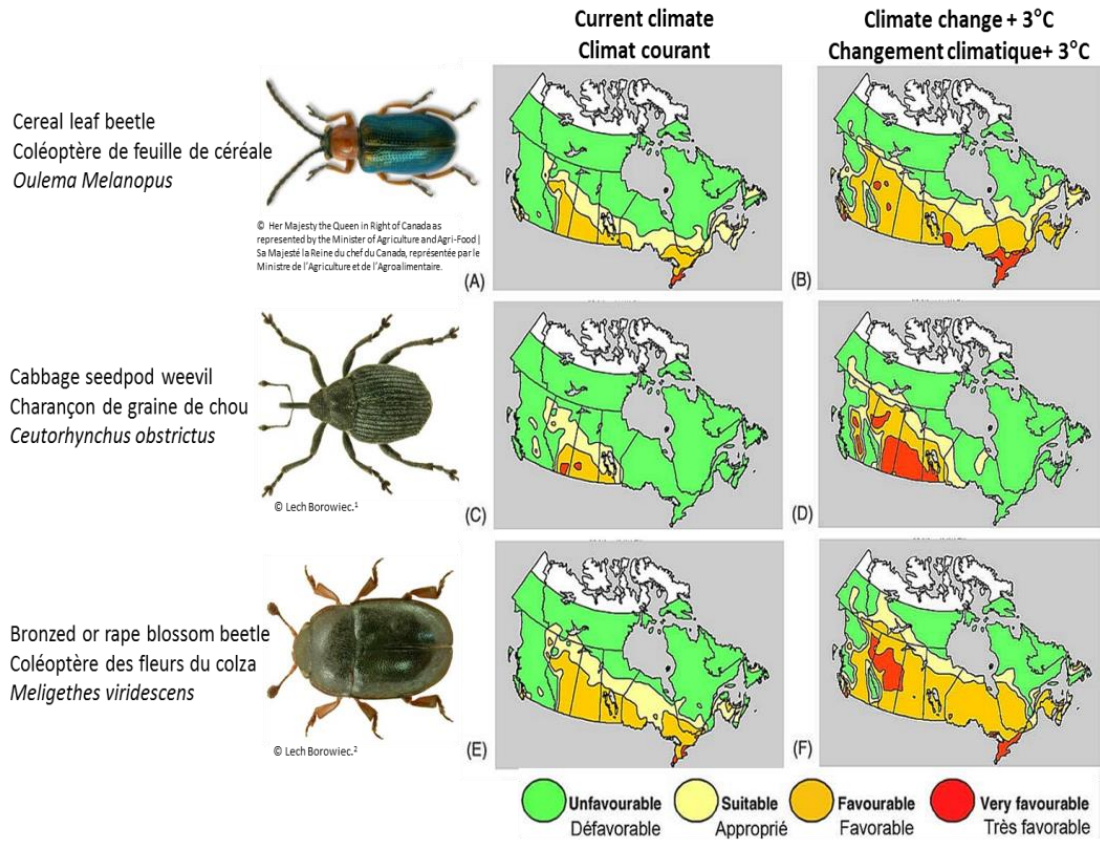 Current climate
Climat courant
Climate change + 3°C
Changement climatique+ 3°C
Cereal leaf beetle
Coléoptère de feuille de céréale
Oulema Melanopus
© Her Majesty the Queen in Right of Canada as
represented by the Minister of Agriculture and Agri-Food |
Sa Majesté la Reine du chef du Canada, représentée par le
Ministre de l'Agriculture et de l'Agroalimentaire.
(A)
(B)
Cabbage seedpod weevil
Charançon de graine de chou
Ceutorhynchus obstrictus
© Lech Borowiec.1
(C)
(D)
Bronzed or rape blossom beetle
Coléoptère des fleurs du colza
Meligethes viridescens
© Lech Borowiec.2
(E)
(F)
Unfavourable
Défavorable
Suitable
Approprié
Favourable
Favorable
Very favourable
Très favorable